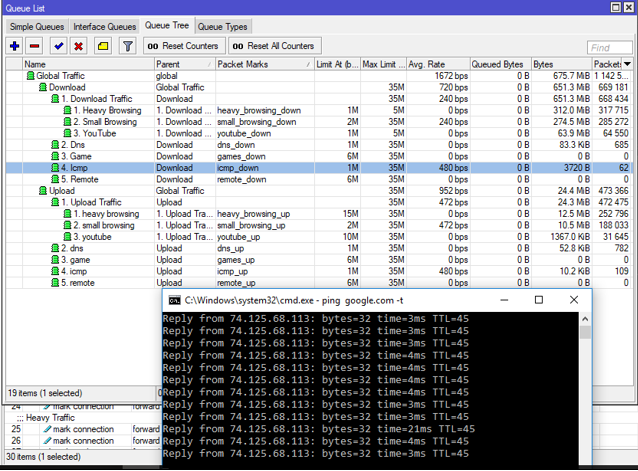 Queue List
Simple Queues Interface Queues Queue Tree Queue Types
00 Reset Counters 00 Reset All Counters Find
Name Parent Packet Marks Limit At (b... Max Limit ... Avg. Rate Queued Bytes Bytes Packets
Global Traffic global 1672 bps 0 B 675.7 MiB 1 142 5...
Download Global Traffic 35M 720 bps 0 B 651.3 MiB 669 181
1. Download Traffic Download 35M 240 bps 0 B 651.3 MiB 668 434
1. Heavy Browsing 1. Download ... heavy_browsing_down 1M 5M 0 bps 0 B 312.0 MiB 317 715
2. Small Browsing 1. Download ... small_browsing_down 2M 35M 240 bps 0 B 274.5 MiB 285 272
3. YouTube 1. Download ... youtube_down 1M 5M 0 bps 0 B 63.9 MiB 64 550
2. Dns Download dns_down 1M 35M 0 bps 0 B 83.3 KiB 685
3. Game Download games_down 6M 35M 0 bps 0 B 0 B 0
4. Icmp Download icmp_down 1M 35M 480 bps 0 B 3720 B 62
5. Remote Download remote_down 6M 35M 0 bps 0 B 0 B 0
Upload Global Traffic 35M 952 bps 0 B 24.4 MiB 473 366
1. Upload Traffic Upload 35M 472 bps 0 B 24.3 MiB 472 475
1. heavy browsing 1. Upload Tra... heavy_browsing_up 15M 35M 0 bps 0 B 12.5 MiB 252 796
2. small browsing 1. Upload Tra... small_browsing_up 2M 35M 472 bps 0 B 10.5 MiB 188 033
3. youtube 1. Upload Tra... youtube_up 10M 35M 0 bps 0 B 1367.0 KiB 31 645
2. dns Upload dns_up 1M 35M 0 bps 0 B 52.8 KiB 782
3. game Upload games_up 6M 35M 0 bps 0 B 0 B 0
4. icmp Upload icmp_up 1M 35M 480 bps 0 B 10.2 KiB 109
5. remote Upload remote_up 6M 35M 0 bps 0 B 0 B 0
C:\Windows\system32\cmd.exe - ping google.com -t
Reply from 74.125.68.113: bytes=32 time=3ms TTL=45
Reply from 74.125.68.113: bytes=32 time=3ms TTL=45
Reply from 74.125.68.113: bytes=32 time=4ms TTL=45
Reply from 74.125.68.113: bytes=32 time=4ms TTL=45
Reply from 74.125.68.113: bytes=32 time=4ms TTL=45
Reply from 74.125.68.113: bytes=32 time=4ms TTL=45
Reply from 74.125.68.113: bytes=32 time=4ms TTL=45
Reply from 74.125.68.113: bytes=32 time=3ms TTL=45
Reply from 74.125.68.113: bytes=32 time=3ms TTL=45
Reply from 74.125.68.113: bytes=32 time=21ms TTL=45
Reply from 74.125.68.113: bytes=32 time=4ms TTL=45
Reply from 74.125.68.113: bytes=32 time=3ms TTL=45
19 items (1 selected)
24 mark connection forward
;;; Heavy Traffic
25 mark connection forward
26 mark connection forward
30 items (1 selected)